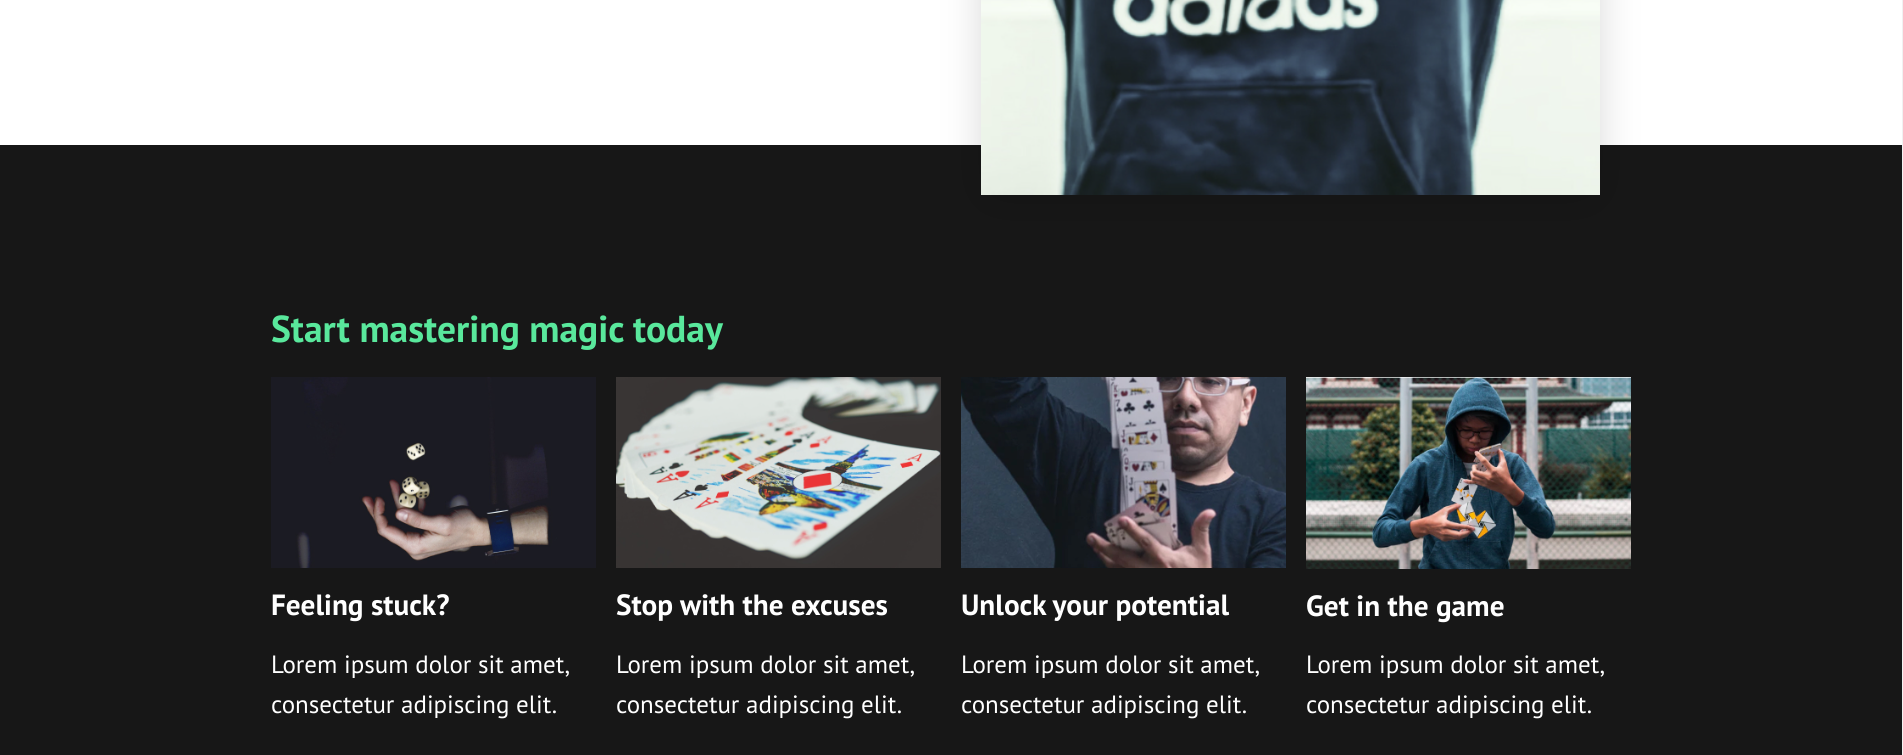 adidas
Start mastering magic today
Feeling stuck?
Lorem ipsum dolor sit amet,
consectetur adipiscing elit.
Stop with the excuses
Lorem ipsum dolor sit amet,
consectetur adipiscing elit.
Unlock your potential
Lorem ipsum dolor sit amet,
consectetur adipiscing elit.
Get in the game
Lorem ipsum dolor sit amet,
consectetur adipiscing elit.